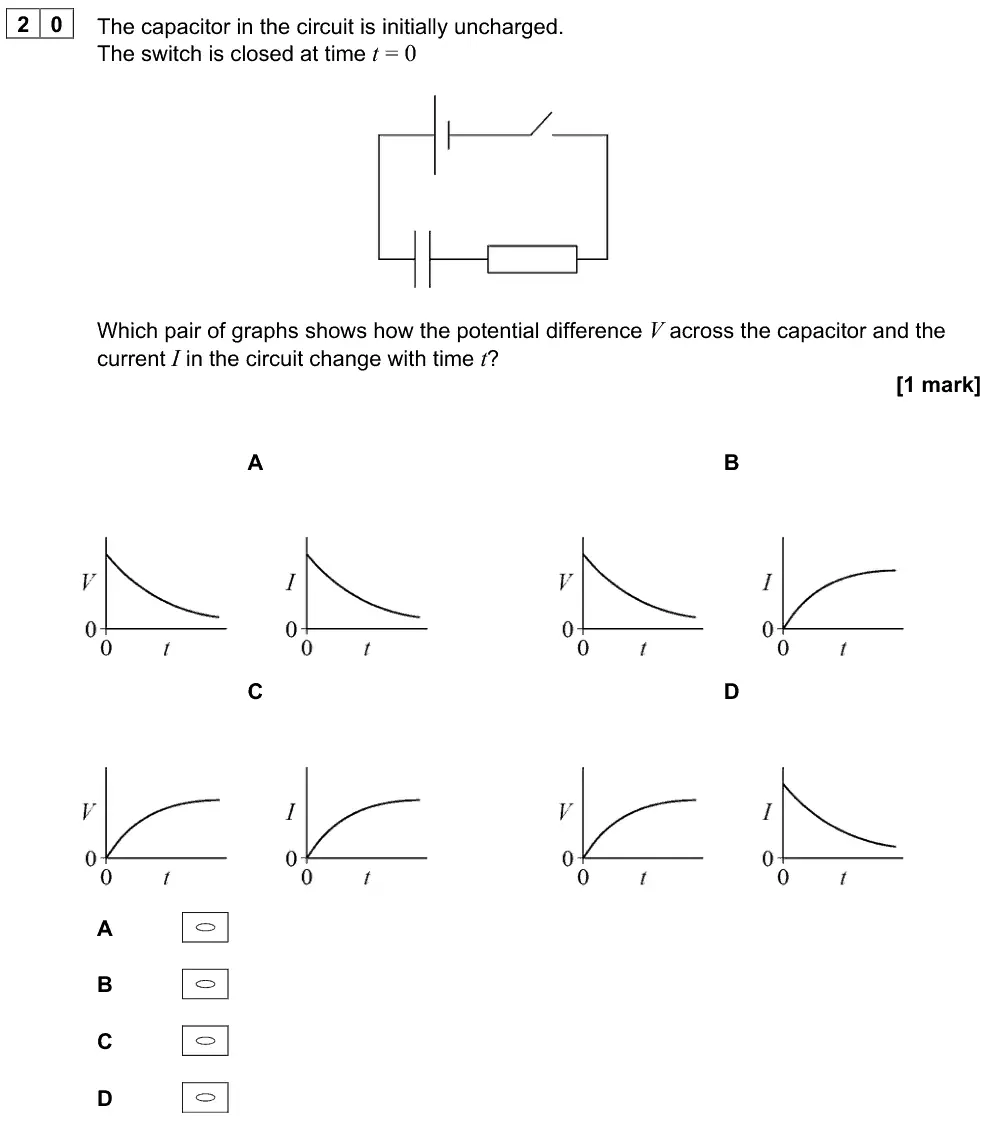 2 0 The capacitor in the circuit is initially uncharged.
The switch is closed at time t = 0
Which pair of graphs shows how the potential difference V across the capacitor and the
current I in the circuit change with time t?
[1 mark]
A B
V I V I
0 0 0 0
0 t 0 t 0 t 0 t
C D
V I V I
0 0 0 0
0 t 0 t 0 t 0 t
A
B
C
D